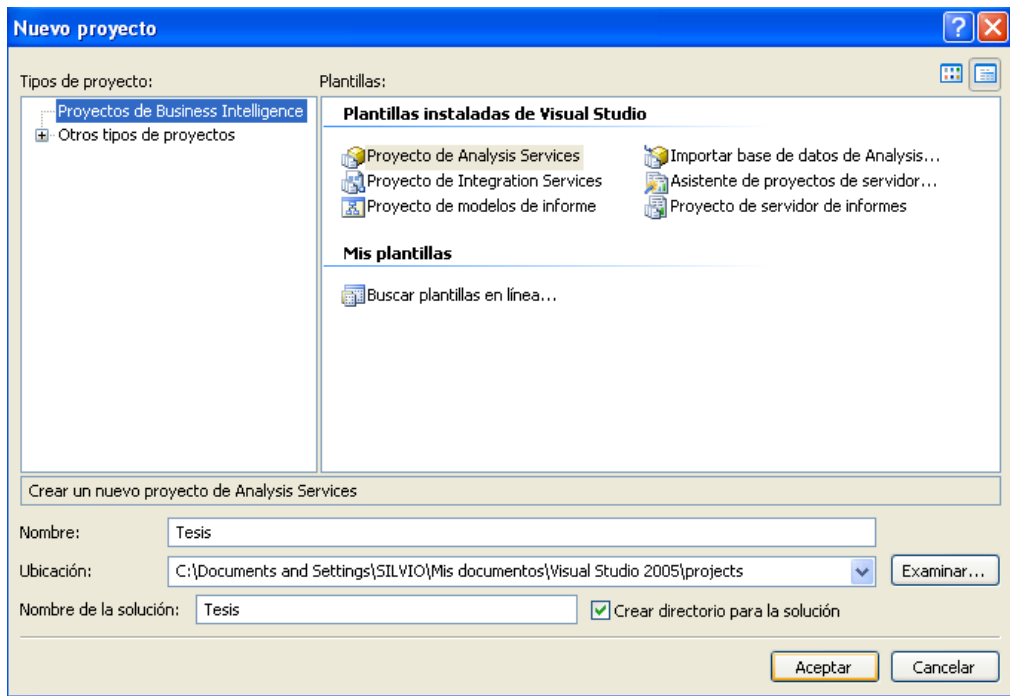 Nuevo proyecto
Tipos de proyecto:
Plantillas:
Proyectos de Business Intelligence
Otros tipos de proyectos
Plantillas instaladas de Visual Studio
Proyecto de Analysis Services
Importar base de datos de Analysis...
Proyecto de Integration Services
Asistente de proyectos de servidor...
Proyecto de modelos de informe
Proyecto de servidor de informes
Mis plantillas
Buscar plantillas en línea...
Crear un nuevo proyecto de Analysis Services
Nombre:
Tesis
Ubicación:
C:\Documents and Settings\SILVIO\Mis documentos\Visual Studio 2005\projects
Examinar...
Nombre de la solución:
Tesis
Crear directorio para la solución
Aceptar
Cancelar